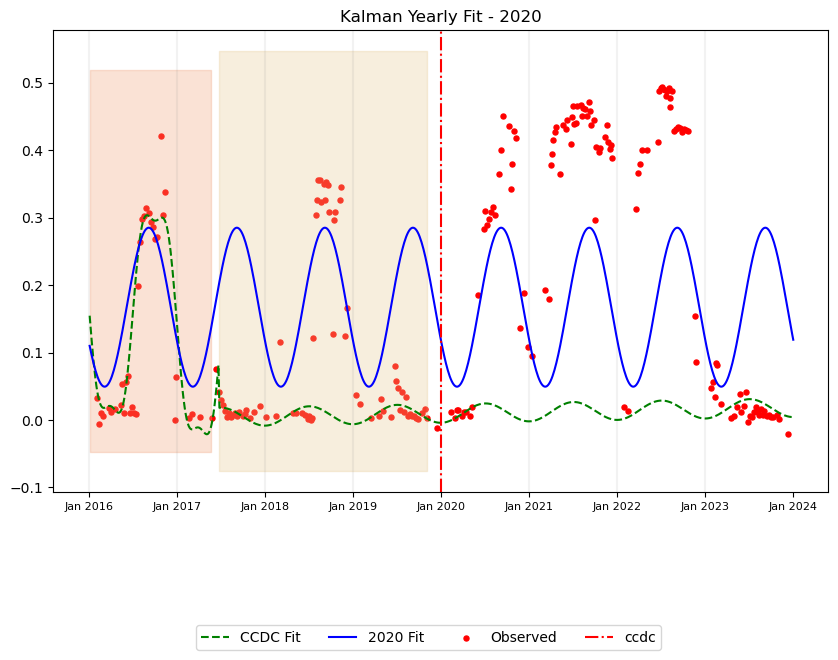 Kalman Yearly Fit - 2020
0.5
0.4
0.3
0.2
0.1
0.0
−0.1
Jan 2016 Jan 2017 Jan 2018 Jan 2019 Jan 2020 Jan 2021 Jan 2022 Jan 2023 Jan 2024
CCDC Fit 2020 Fit Observed ccdc